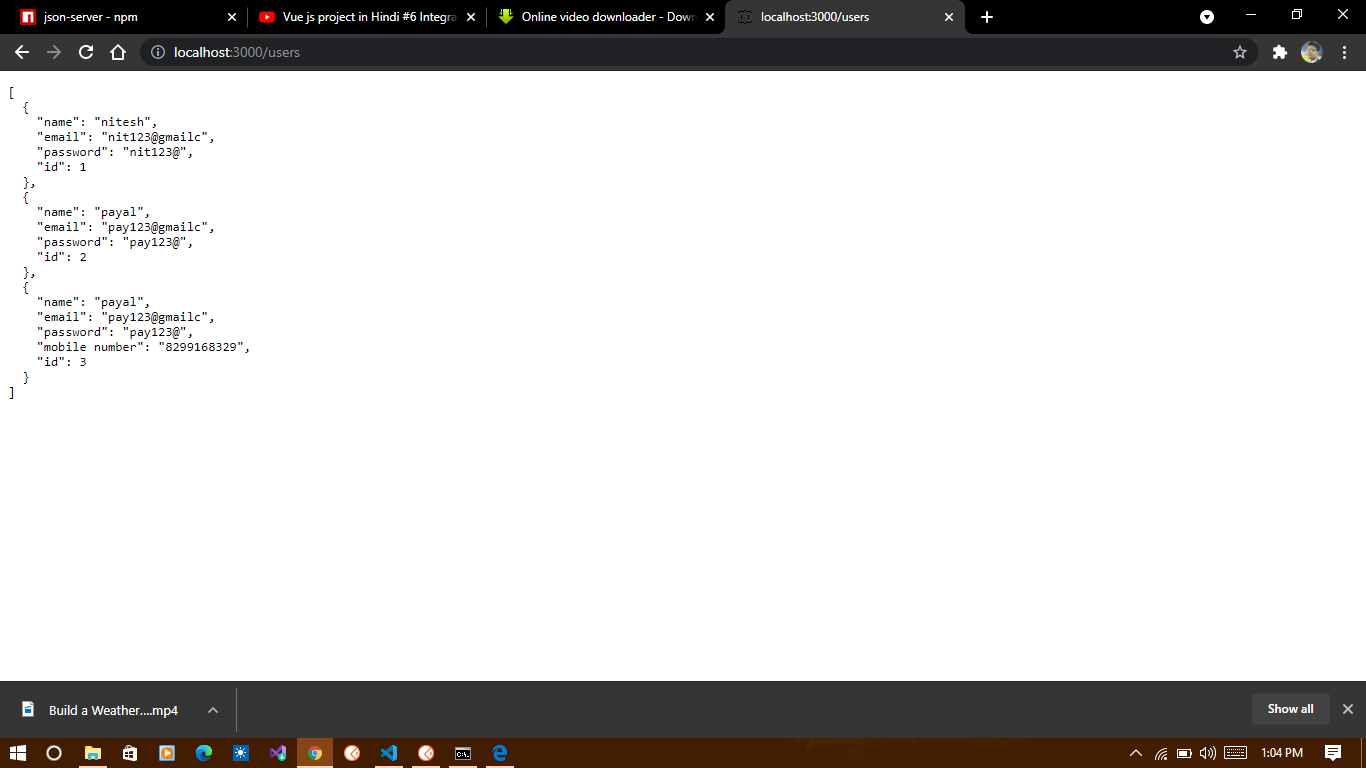 json-server - npm
Vue js project in Hindi #6 Integra
Online video downloader - Down
localhost:3000/users
localhost:3000/users
[
  {
    "name": "nitesh",
    "email": "nit123@gmailc",
    "password": "nit123@",
    "id": 1
  },
  {
    "name": "payal",
    "email": "pay123@gmailc",
    "password": "pay123@",
    "id": 2
  },
  {
    "name": "payal",
    "email": "pay123@gmailc",
    "password": "pay123@",
    "mobile number": "8299168329",
    "id": 3
  }
]
Build a Weather....mp4
Show all
1:04 PM